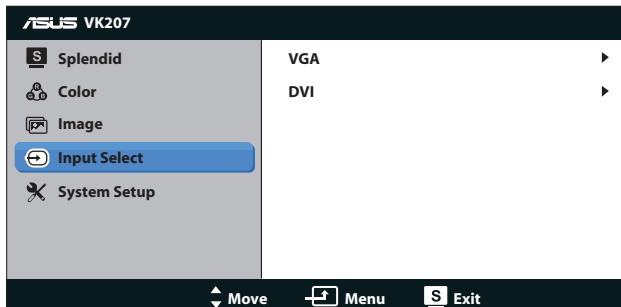 ASUS VK207
S Splendid
Color
Image
Input Select
System Setup
VGA
DVI
Move Menu S Exit